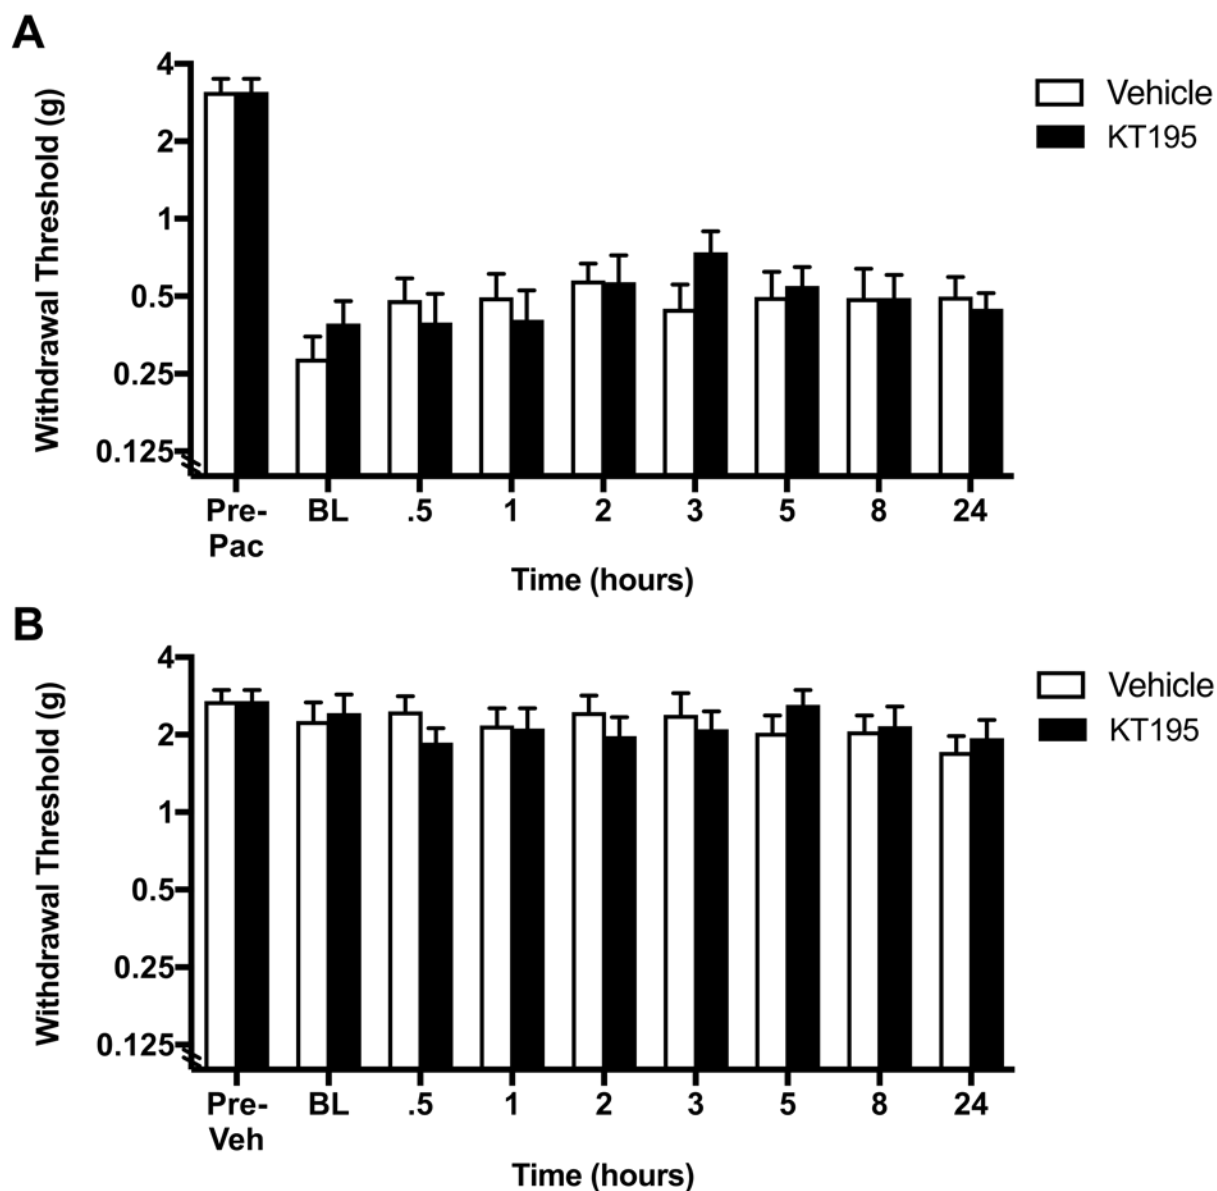 A
Withdrawal Threshold (g)
4
2
1
0.5
0.25
0.125
Pre-
Pac
BL
.5
1
2
3
5
8
24
Time (hours)
Vehicle
KT195
B
Withdrawal Threshold (g)
4
2
1
0.5
0.25
0.125
Pre-
Veh
BL
.5
1
2
3
5
8
24
Time (hours)
Vehicle
KT195